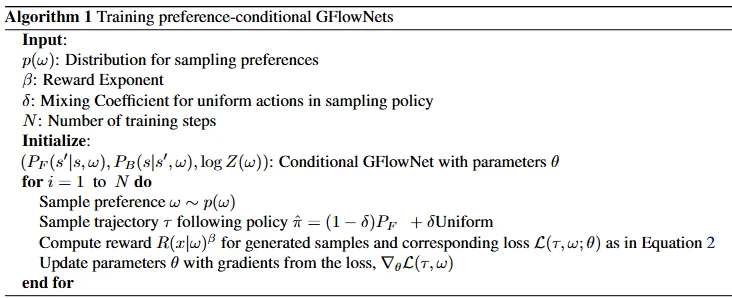 Algorithm 1 Training preference-conditional GFlowNets
Input:
p(ω): Distribution for sampling preferences
β: Reward Exponent
δ: Mixing Coefficient for uniform actions in sampling policy
N: Number of training steps
Initialize:
(P_F(s′|s, ω), P_B(s|s′, ω), log Z(ω)): Conditional GFlowNet with parameters θ
for i = 1 to N do
Sample preference ω ∼ p(ω)
Sample trajectory τ following policy π̂ = (1 − δ)P_F + δUniform
Compute reward R(x|ω)^β for generated samples and corresponding loss ℒ(τ, ω; θ) as in Equation 2
Update parameters θ with gradients from the loss, ∇_θℒ(τ, ω)
end for